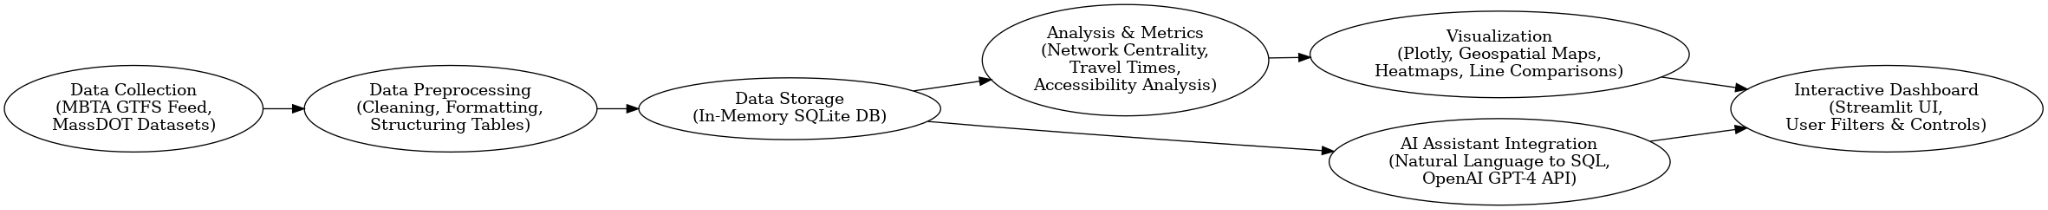 Data Collection
(MBTA GTFS Feed,
MassDOT Datasets)
Data Preprocessing
(Cleaning, Formatting,
Structuring Tables)
Data Storage
(In-Memory SQLite DB)
Analysis & Metrics
(Network Centrality,
Travel Times,
Accessibility Analysis)
Visualization
(Plotly, Geospatial Maps,
Heatmaps, Line Comparisons)
AI Assistant Integration
(Natural Language to SQL,
OpenAI GPT-4 API)
Interactive Dashboard
(Streamlit UI,
User Filters & Controls)